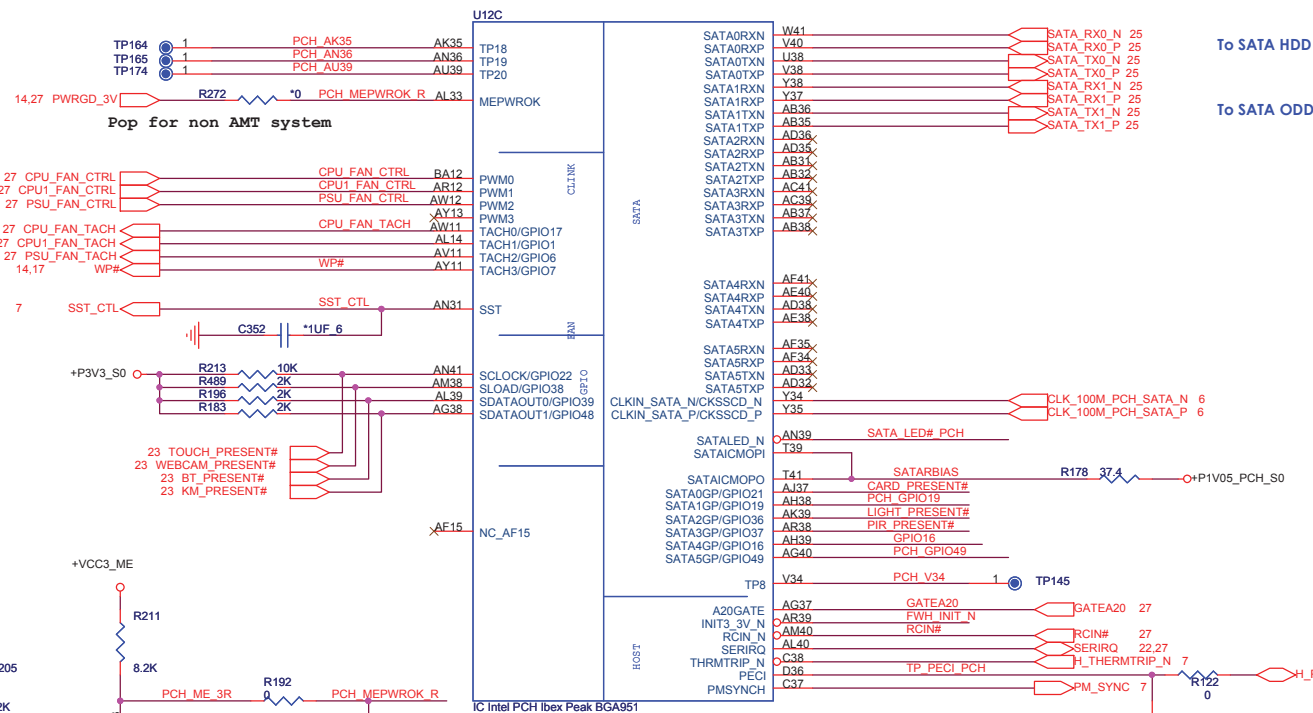 U12C
TP164 1 PCH_AK35 AK35 TP18
TP165 1 PCH_AN36 AN36 TP19
TP174 1 PCH_AU39 AU39 TP20
14,27 PWRGD_3V R272 *0 PCH_MEPWROK_R AL33 MEPWROK
Pop for non AMT system
27 CPU_FAN_CTRL CPU_FAN_CTRL BA12 PWM0
27 CPU1_FAN_CTRL CPU1_FAN_CTRL AR12 PWM1
27 PSU_FAN_CTRL PSU_FAN_CTRL AW12 PWM2
AY13 PWM3
27 CPU_FAN_TACH CPU_FAN_TACH AW11 TACH0/GPIO17
27 CPU1_FAN_TACH AL14 TACH1/GPIO1
27 PSU_FAN_TACH AV11 TACH2/GPIO6
14,17 WP# WP# AY11 TACH3/GPIO7
7 SST_CTL SST_CTL AN31 SST
C352 *1UF_6
+P3V3_S0 R213 10K AN41 SCLOCK/GPIO22
R489 2K AM38 SLOAD/GPIO38
R196 2K AL39 SDATAOUT0/GPIO39
R183 2K AG38 SDATAOUT1/GPIO48
23 TOUCH_PRESENT#
23 WEBCAM_PRESENT#
23 BT_PRESENT#
23 KM_PRESENT#
AF15 NC_AF15
+VCC3_ME
R211
8.2K
205
2K
PCH_ME_3R R192 0 PCH_MEPWROK_R
CLINK
FAN
GPIO
SATA
HOST
SATA0RXN W41 SATA_RX0_N 25
SATA0RXP V40 SATA_RX0_P 25
To SATA HDD
SATA0TXN U38 SATA_TX0_N 25
SATA0TXP V38 SATA_TX0_P 25
SATA1RXN Y38 SATA_RX1_N 25
SATA1RXP Y37 SATA_RX1_P 25
To SATA ODD
SATA1TXN AB36 SATA_TX1_N 25
SATA1TXP AB35 SATA_TX1_P 25
SATA2RXN AD36
SATA2RXP AD35
SATA2TXN AB31
SATA2TXP AB32
SATA3RXN AC41
SATA3RXP AC39
SATA3TXN AB37
SATA3TXP AB38
SATA4RXN AF41
SATA4RXP AE40
SATA4TXN AD38
SATA4TXP AE38
SATA5RXN AF35
SATA5RXP AF34
SATA5TXN AD33
SATA5TXP AD32
CLKIN_SATA_N/CKSSCD_N Y34 CLK_100M_PCH_SATA_N 6
CLKIN_SATA_P/CKSSCD_P Y35 CLK_100M_PCH_SATA_P 6
SATALED_N AN39 SATA_LED#_PCH
SATAICMOPI T39
SATAICMOPO T41 SATARBIAS R178 37.4 +P1V05_PCH_S0
SATA0GP/GPIO21 AJ37 CARD_PRESENT#
SATA1GP/GPIO19 AH38 PCH_GPIO19
SATA2GP/GPIO36 AK39 LIGHT_PRESENT#
SATA3GP/GPIO37 AR38 PIR_PRESENT#
SATA4GP/GPIO16 AH39 GPIO16
SATA5GP/GPIO49 AG40 PCH_GPIO49
TP8 V34 PCH_V34 1 TP145
A20GATE AG37 GATEA20 GATEA20 27
INIT3_3V_N AR39 FWH_INIT_N
RCIN_N AM40 RCIN# RCIN# 27
SERIRQ AL40 SERIRQ 22,27
THRMTRIP_N C38 H_THERMTRIP_N 7
PECI D36 TP_PECI_PCH R122 0
PMSYNCH C37 PM_SYNC 7
IC Intel PCH Ibex Peak BGA951